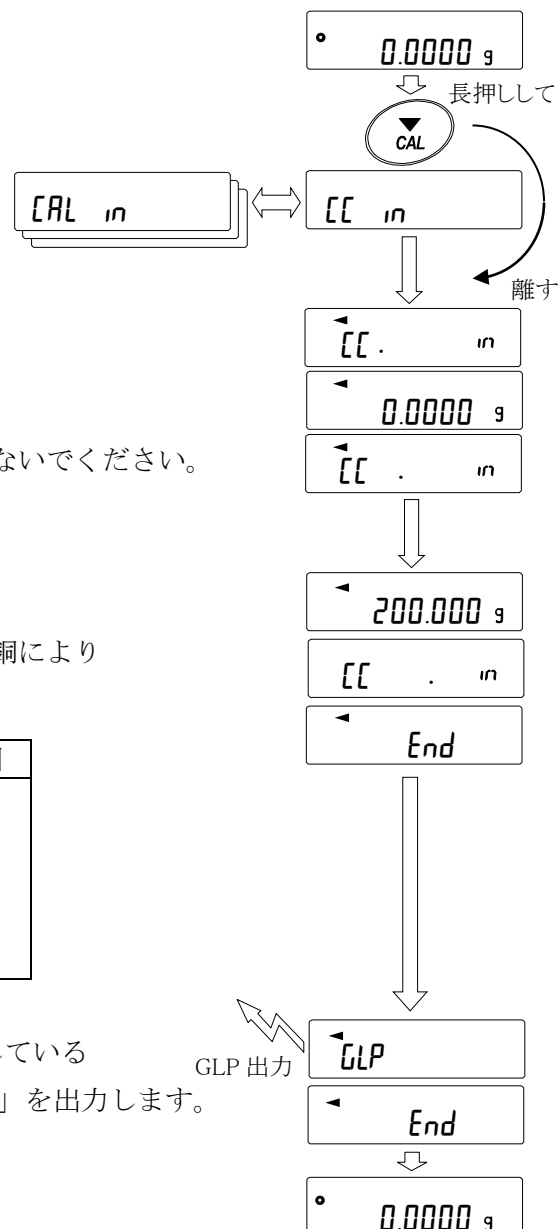 0.0000 g
長押しして
CAL
CAL in
CC in
離す
CC . in
0.0000 g
ないでください。
CC . in
200.000 g
により
CC . in
End
ている
GLP 出力
GLP
」を出力します。
End
0.0000 g